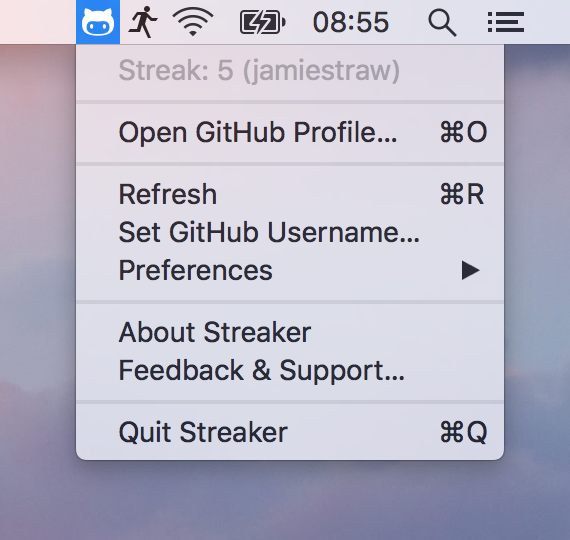 08:55
Streak: 5 (jamiestraw)
Open GitHub Profile... ⌘O
Refresh ⌘R
Set GitHub Username...
Preferences ▶
About Streaker
Feedback & Support...
Quit Streaker ⌘Q